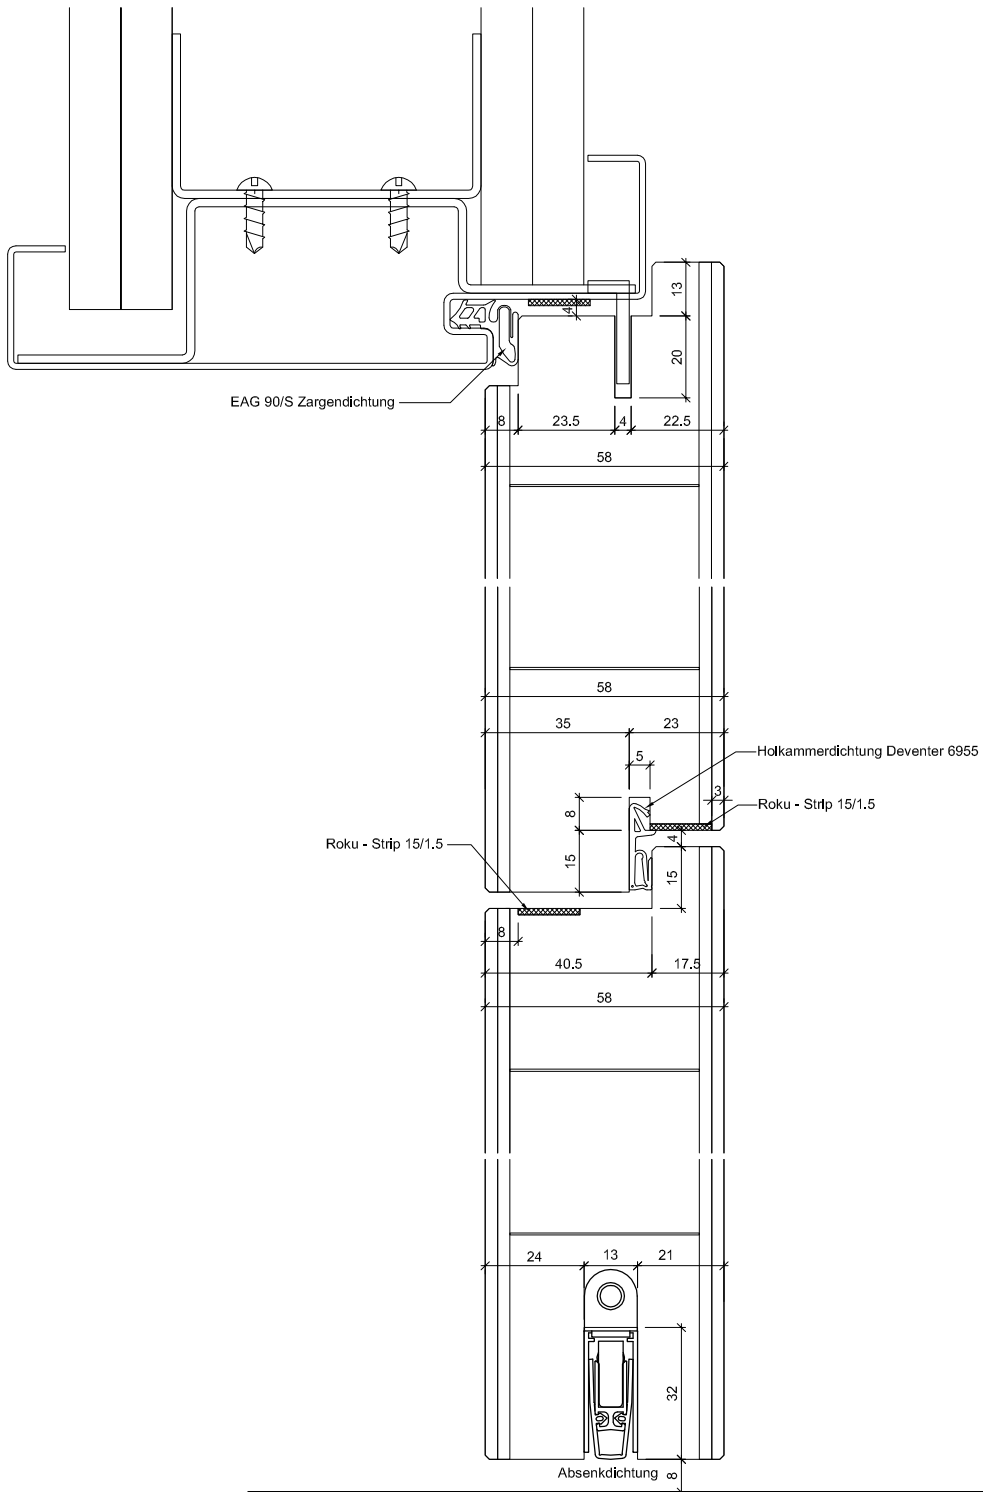 13
4
20
EAG 90/S Zargendichtung
8 23.5 4 22.5
58
58
35 23
Holkammerdichtung Deventer 6955
5
3
8
Roku - Strip 15/1.5
4
Roku - Strip 15/1.5
15
15
8
40.5 17.5
58
24 13 21
32
Absenkdichtung
8